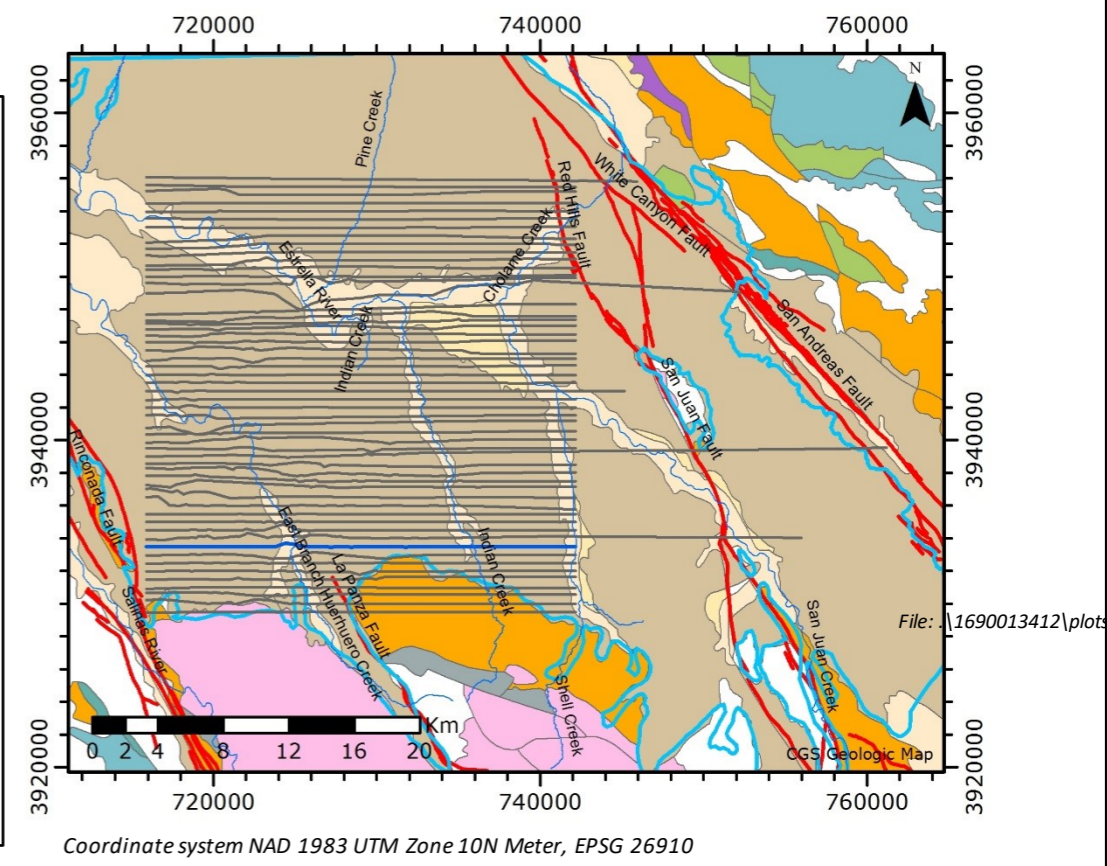 720000 740000 760000
3960000 3960000
3940000 3940000
3920000 3920000
N
Pine Creek
White Canyon Fault
Red Hills Fault
Cholame Creek
Estrella River
Indian Creek
San Andreas Fault
San Juan Fault
Rinconada Fault
East Branch Huerhuero Creek
La Panza Fault
Indian Creek
Salinas River
San Juan Creek
Shell Creek
File: .\1690013412\plots
Km
0 2 4 8 12 16 20
CGS Geologic Map
720000 740000 760000
Coordinate system NAD 1983 UTM Zone 10N Meter, EPSG 26910